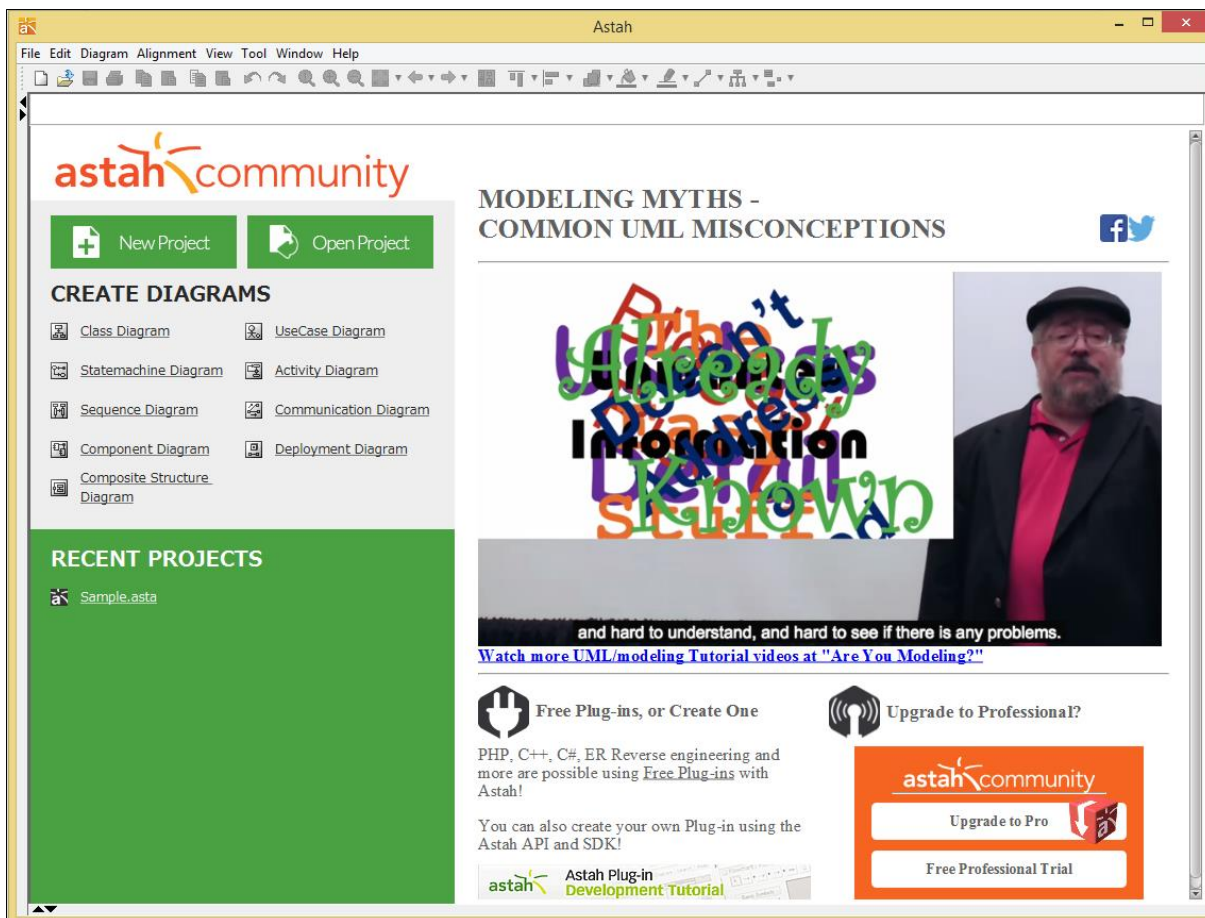 Astah
File Edit Diagram Alignment View Tool Window Help
astah community
New Project
Open Project
CREATE DIAGRAMS
Class Diagram
UseCase Diagram
Statemachine Diagram
Activity Diagram
Sequence Diagram
Communication Diagram
Component Diagram
Deployment Diagram
Composite Structure
Diagram
RECENT PROJECTS
Sample.asta
MODELING MYTHS -
COMMON UML MISCONCEPTIONS
Already
Information
Known
and hard to understand, and hard to see if there is any problems.
Watch more UML/modeling Tutorial videos at "Are You Modeling?"
Free Plug-ins, or Create One
PHP, C++, C#, ER Reverse engineering and
more are possible using Free Plug-ins with
Astah!
You can also create your own Plug-in using the
Astah API and SDK!
astah
Astah Plug-in
Development Tutorial
Upgrade to Professional?
astah community
Upgrade to Pro
Free Professional Trial